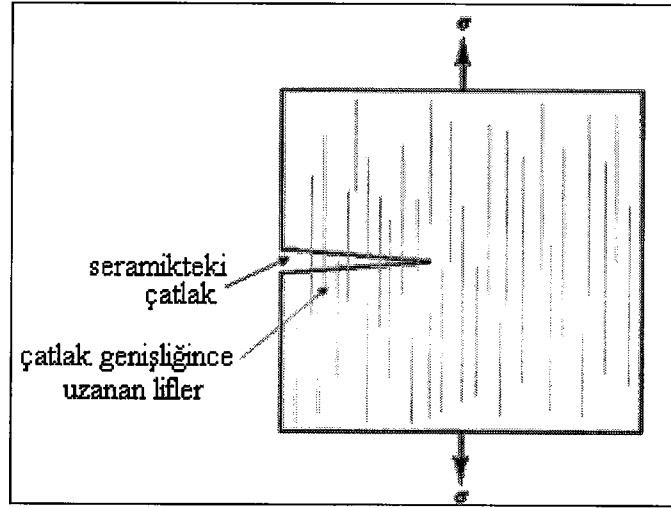 σ
seramikteki
çatlak
çatlak genişliğince
uzanan lifler
σ